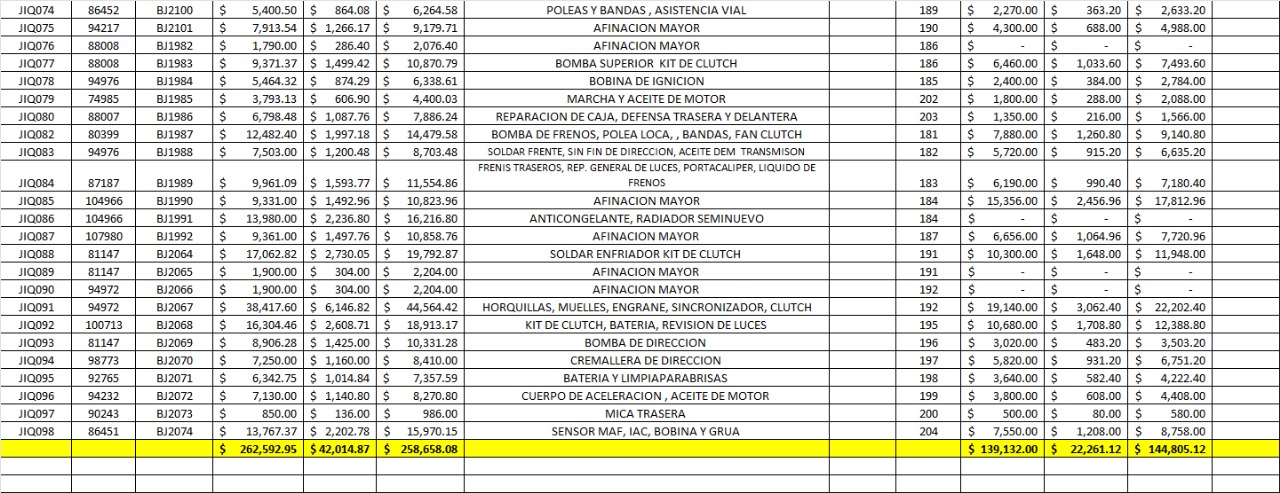 JIQ074 86452 BJ2100 $ 5,400.50 $ 864.08 $ 6,264.58 POLEAS Y BANDAS , ASISTENCIA VIAL 189 $ 2,270.00 $ 363.20 $ 2,633.20
JIQ075 94217 BJ2101 $ 7,913.54 $ 1,266.17 $ 9,179.71 AFINACION MAYOR 190 $ 4,300.00 $ 688.00 $ 4,988.00
JIQ076 88008 BJ1982 $ 1,790.00 $ 286.40 $ 2,076.40 AFINACION MAYOR 186 $ - $ - $ -
JIQ077 88008 BJ1983 $ 9,371.37 $ 1,499.42 $ 10,870.79 BOMBA SUPERIOR KIT DE CLUTCH 186 $ 6,460.00 $ 1,033.60 $ 7,493.60
JIQ078 94976 BJ1984 $ 5,464.32 $ 874.29 $ 6,338.61 BOBINA DE IGNICION 185 $ 2,400.00 $ 384.00 $ 2,784.00
JIQ079 74985 BJ1985 $ 3,793.13 $ 606.90 $ 4,400.03 MARCHA Y ACEITE DE MOTOR 202 $ 1,800.00 $ 288.00 $ 2,088.00
JIQ080 88007 BJ1986 $ 6,798.48 $ 1,087.76 $ 7,886.24 REPARACION DE CAJA, DEFENSA TRASERA Y DELANTERA 203 $ 1,350.00 $ 216.00 $ 1,566.00
JIQ082 80399 BJ1987 $ 12,482.40 $ 1,997.18 $ 14,479.58 BOMBA DE FRENOS, POLEA LOCA, , BANDAS, FAN CLUTCH 181 $ 7,880.00 $ 1,260.80 $ 9,140.80
JIQ083 94976 BJ1988 $ 7,503.00 $ 1,200.48 $ 8,703.48 SOLDAR FRENTE, SIN FIN DE DIRECCION, ACEITE DEM TRANSMISON 182 $ 5,720.00 $ 915.20 $ 6,635.20
FRENIS TRASEROS, REP. GENERAL DE LUCES, PORTACALIPER, LIQUIDO DE
JIQ084 87187 BJ1989 $ 9,961.09 $ 1,593.77 $ 11,554.86 FRENOS 183 $ 6,190.00 $ 990.40 $ 7,180.40
JIQ085 104966 BJ1990 $ 9,331.00 $ 1,492.96 $ 10,823.96 AFINACION MAYOR 184 $ 15,356.00 $ 2,456.96 $ 17,812.96
JIQ086 104966 BJ1991 $ 13,980.00 $ 2,236.80 $ 16,216.80 ANTICONGELANTE, RADIADOR SEMINUEVO 184 $ - $ - $ -
JIQ087 107980 BJ1992 $ 9,361.00 $ 1,497.76 $ 10,858.76 AFINACION MAYOR 187 $ 6,656.00 $ 1,064.96 $ 7,720.96
JIQ088 81147 BJ2064 $ 17,062.82 $ 2,730.05 $ 19,792.87 SOLDAR ENFRIADOR KIT DE CLUTCH 191 $ 10,300.00 $ 1,648.00 $ 11,948.00
JIQ089 81147 BJ2065 $ 1,900.00 $ 304.00 $ 2,204.00 AFINACION MAYOR 191 $ - $ - $ -
JIQ090 94972 BJ2066 $ 1,900.00 $ 304.00 $ 2,204.00 AFINACION MAYOR 192 $ - $ - $ -
JIQ091 94972 BJ2067 $ 38,417.60 $ 6,146.82 $ 44,564.42 HORQUILLAS, MUELLES, ENGRANE, SINCRONIZADOR, CLUTCH 192 $ 19,140.00 $ 3,062.40 $ 22,202.40
JIQ092 100713 BJ2068 $ 16,304.46 $ 2,608.71 $ 18,913.17 KIT DE CLUTCH, BATERIA, REVISION DE LUCES 195 $ 10,680.00 $ 1,708.80 $ 12,388.80
JIQ093 81147 BJ2069 $ 8,906.28 $ 1,425.00 $ 10,331.28 BOMBA DE DIRECCION 196 $ 3,020.00 $ 483.20 $ 3,503.20
JIQ094 98773 BJ2070 $ 7,250.00 $ 1,160.00 $ 8,410.00 CREMALLERA DE DIRECCION 197 $ 5,820.00 $ 931.20 $ 6,751.20
JIQ095 92765 BJ2071 $ 6,342.75 $ 1,014.84 $ 7,357.59 BATERIA Y LIMPIAPARABRISAS 198 $ 3,640.00 $ 582.40 $ 4,222.40
JIQ096 94232 BJ2072 $ 7,130.00 $ 1,140.80 $ 8,270.80 CUERPO DE ACELERACION , ACEITE DE MOTOR 199 $ 3,800.00 $ 608.00 $ 4,408.00
JIQ097 90243 BJ2073 $ 850.00 $ 136.00 $ 986.00 MICA TRASERA 200 $ 500.00 $ 80.00 $ 580.00
JIQ098 86451 BJ2074 $ 13,767.37 $ 2,202.78 $ 15,970.15 SENSOR MAF, IAC, BOBINA Y GRUA 204 $ 7,550.00 $ 1,208.00 $ 8,758.00
$ 262,592.95 $ 42,014.87 $ 258,658.08 $ 139,132.00 $ 22,261.12 $ 144,805.12